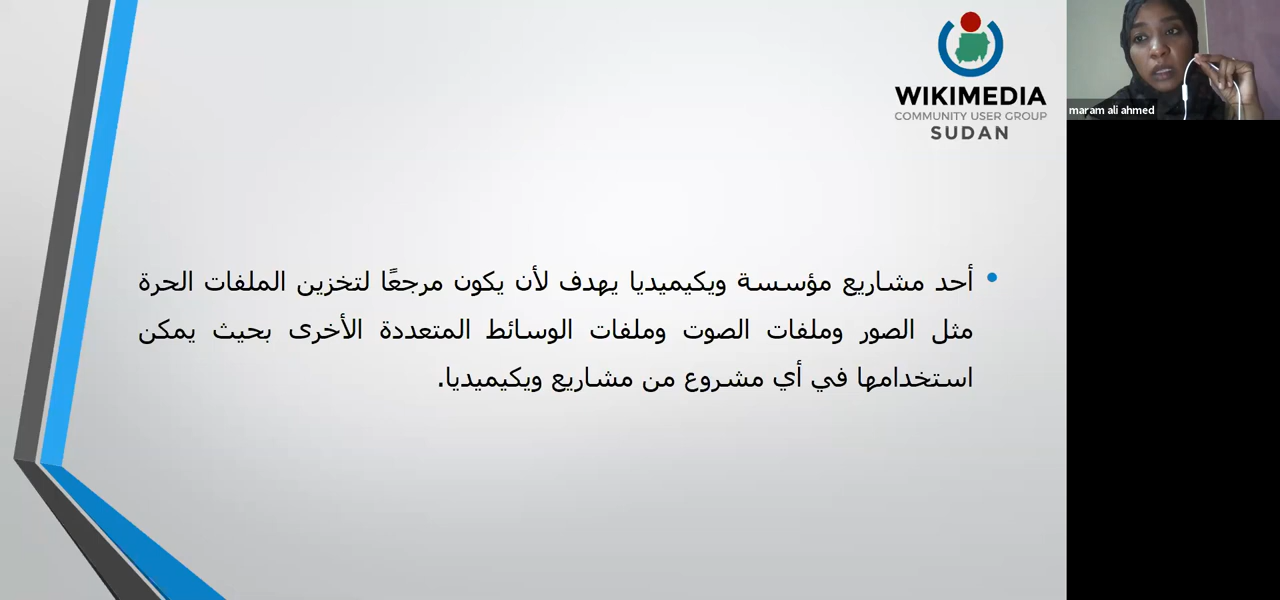 WIKIMEDIA
COMMUNITY USER GROUP
SUDAN
maram ali ahmed
• أحد مشاريع مؤسسة ويكيميديا يهدف لأن يكون مرجعًا لتخزين الملفات الحرة
مثل الصور وملفات الصوت وملفات الوسائط المتعددة الأخرى بحيث يمكن
استخدامها في أي مشروع من مشاريع ويكيميديا.